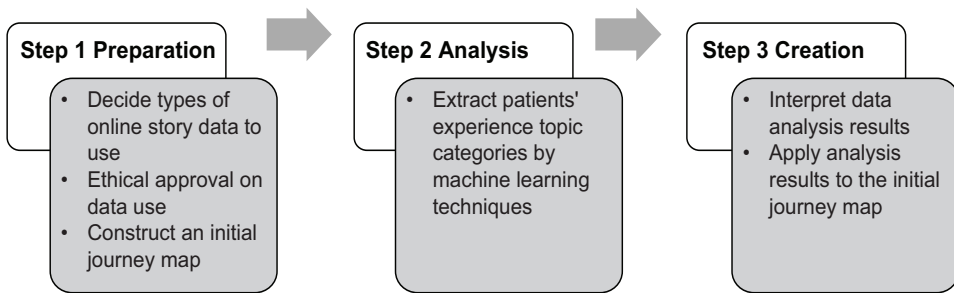 Step 1 Preparation
• Decide types of
online story data to
use
• Ethical approval on
data use
• Construct an initial
journey map
Step 2 Analysis
• Extract patients'
experience topic
categories by
machine learning
techniques
Step 3 Creation
• Interpret data
analysis results
• Apply analysis
results to the initial
journey map